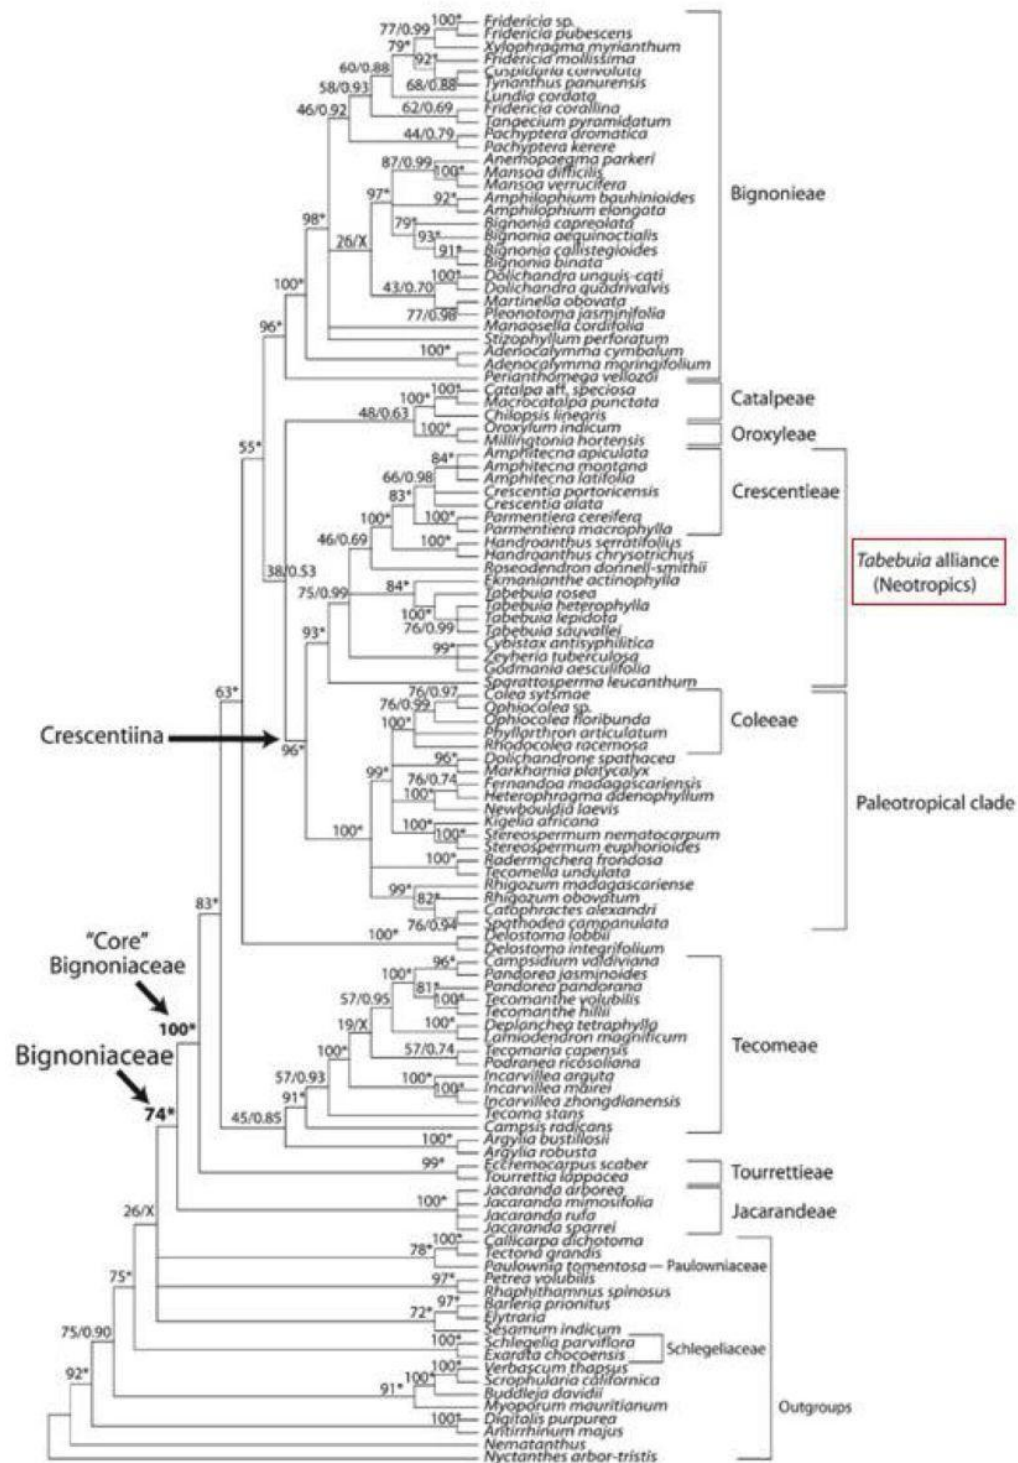 Fridericia sp.
Fridericia pubescens
Xylophragma myrianthum
Fridericia mollissima
Cuspidaria convoluta
Tynanthus panurensis
Lundia cordata
Fridericia corallina
Tanaecium pyramidatum
Pachyptera aromatica
Pachyptera kerere
Anemopaegma parkeri
Mansoa difficilis
Mansoa verrucifera
Amphilophium bauhinioides
Amphilophium elongata
Bignonia capreolata
Bignonia aequinoctialis
Bignonia callistegioides
Bignonia binata
Dolichandra unguis-cati
Dolichandra quadrivalvis
Martinella obovata
Pleonotoma jasminifolia
Manaosella cordifolia
Stizophyllum perforatum
Adenocalymma cymbalum
Adenocalymma moringifolium
Perianthomega vellozoi
Catalpa aff. speciosa
Macrocatalpa punctata
Chilopsis linearis
Oroxylum indicum
Millingtonia hortensis
Amphitecna apiculata
Amphitecna montana
Amphitecna latifolia
Crescentia portoricensis
Crescentia alata
Parmentiera cereifera
Parmentiera macrophylla
Handroanthus serratifolius
Handroanthus chrysotrichus
Roseodendron donnell-smithii
Ekmanianthe actinophylla
Tabebuia rosea
Tabebuia heterophylla
Tabebuia lepidota
Tabebuia sauvallei
Cybistax antisyphilitica
Zeyheria tuberculosa
Godmania aesculifolia
Sparattosperma leucanthum
Colea sytsmae
Ophiocolea sp.
Ophiocolea floribunda
Phyllarthron articulatum
Rhodocolea racemosa
Dolichandrone spathacea
Markhamia platycalyx
Fernandoa madagascariensis
Heterophragma adenophyllum
Newbouldia laevis
Kigelia africana
Stereospermum nematocarpum
Stereospermum euphorioides
Radermachera frondosa
Tecomella undulata
Rhigozum madagascariense
Rhigozum obovatum
Catophractes alexandri
Spathodea campanulata
Delostoma lobbii
Delostoma integrifolium
Campsidium valdiviana
Pandorea jasminoides
Pandorea pandorana
Tecomanthe volubilis
Tecomanthe hillii
Deplanchea tetraphylla
Lamiodendron magnificum
Tecomaria capensis
Podranea ricosoliana
Incarvillea arguta
Incarvillea mairei
Incarvillea zhongdianensis
Tecoma stans
Campsis radicans
Argylia bustillosii
Argylia robusta
Eccremocarpus scaber
Tourrettia lappacea
Jacaranda arborea
Jacaranda mimosifolia
Jacaranda rufa
Jacaranda sparrei
Callicarpa dichotoma
Tectona grandis
Paulownia tomentosa
Petrea volubilis
Rhaphithamnus spinosus
Barleria prionitus
Elytraria
Sesamum indicum
Schlegelia parviflora
Exarata chocoensis
Verbascum thapsus
Scrophularia californica
Buddleja davidii
Myoporum mauritianum
Digitalis purpurea
Antirrhinum majus
Nematanthus
Nyctanthes arbor-tristis
Bignonieae
Catalpeae
Oroxyleae
Crescentieae
Tabebuia alliance
(Neotropics)
Coleeae
Paleotropical clade
Tecomeae
Tourrettieae
Jacarandeae
Paulowniaceae
Schlegeliaceae
Outgroups
Crescentiina
"Core"
Bignoniaceae
Bignoniaceae
100*
77/0.99
79*
92*
60/0.88
68/0.88
58/0.93
62/0.69
46/0.92
44/0.79
87/0.99
100*
97*
92*
79*
93*
91*
98*
26/X
100*
43/0.70
77/0.98
100*
96*
100*
100*
100*
48/0.63
100*
55*
84*
66/0.98
83*
100*
100*
46/0.69
100*
38/0.53
75/0.99
84*
100*
76/0.99
93*
99*
63*
76/0.97
76/0.99
100*
96*
96*
99*
76/0.74
100*
100*
100*
100*
100*
99*
82*
76/0.94
83*
100*
96*
100*
81*
100*
57/0.95
19/X
100*
100*
57/0.74
57/0.93
100*
100*
91*
45/0.85
100*
100*
99*
74*
100*
26/X
100*
78*
75*
97*
97*
72*
75/0.90
100*
100*
100*
92*
91*
100*